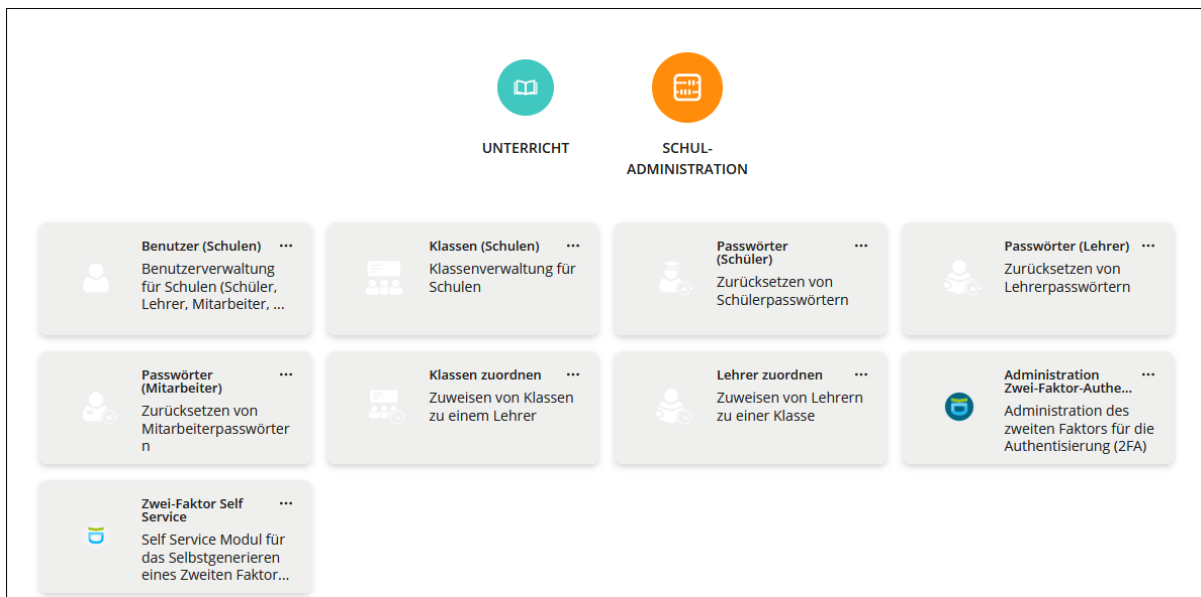 UNTERRICHT
SCHUL-
ADMINISTRATION
Benutzer (Schulen) ...
Benutzerverwaltung
für Schulen (Schüler,
Lehrer, Mitarbeiter, ...
Klassen (Schulen) ...
Klassenverwaltung für
Schulen
Passwörter ...
(Schüler)
Zurücksetzen von
Schülerpasswörtern
Passwörter (Lehrer) ...
Zurücksetzen von
Lehrerpasswörtern
Passwörter ...
(Mitarbeiter)
Zurücksetzen von
Mitarbeiterpasswörter
n
Klassen zuordnen ...
Zuweisen von Klassen
zu einem Lehrer
Lehrer zuordnen ...
Zuweisen von Lehrern
zu einer Klasse
Administration ...
Zwei-Faktor-Authe...
Administration des
zweiten Faktors für die
Authentisierung (2FA)
Zwei-Faktor Self ...
Service
Self Service Modul für
das Selbstgenerieren
eines Zweiten Faktor...